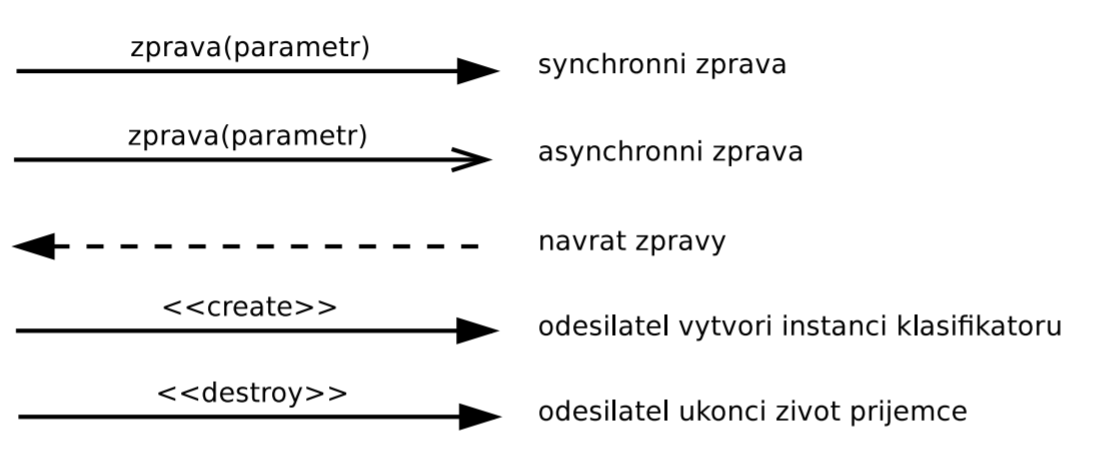 zprava(parametr)
synchronni zprava
zprava(parametr)
asynchronni zprava
navrat zpravy
<<create>>
odesilatel vytvori instanci klasifikatoru
<<destroy>>
odesilatel ukonci zivot prijemce